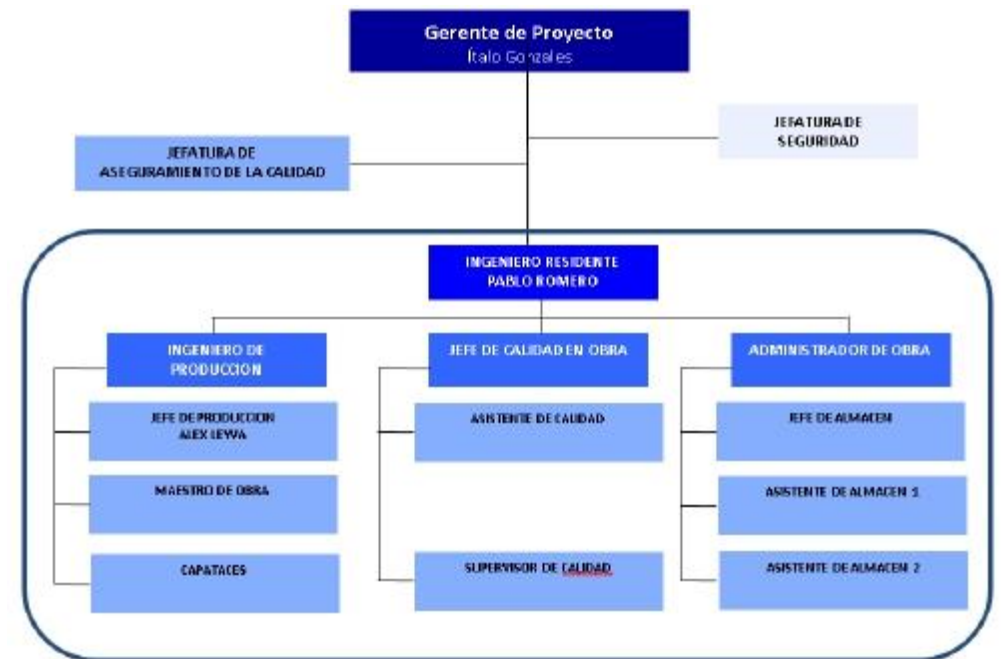 Gerente de Proyecto
Ítalo Gonzales
JEFATURA DE
SEGURIDAD
JEFATURA DE
ASEGURAMIENTO DE LA CALIDAD
INGENIERO RESIDENTE
PABLO ROMERO
INGENIERO DE
PRODUCCION
JEFE DE CALIDAD EN OBRA
ADMINISTRADOR DE OBRA
JEFE DE PRODUCCION
ALEX LEYVA
ASISTENTE DE CALIDAD
JEFE DE ALMACEN
MAESTRO DE OBRA
ASISTENTE DE ALMACEN 1
CAPATACES
SUPERVISOR DE CALIDAD
ASISTENTE DE ALMACEN 2